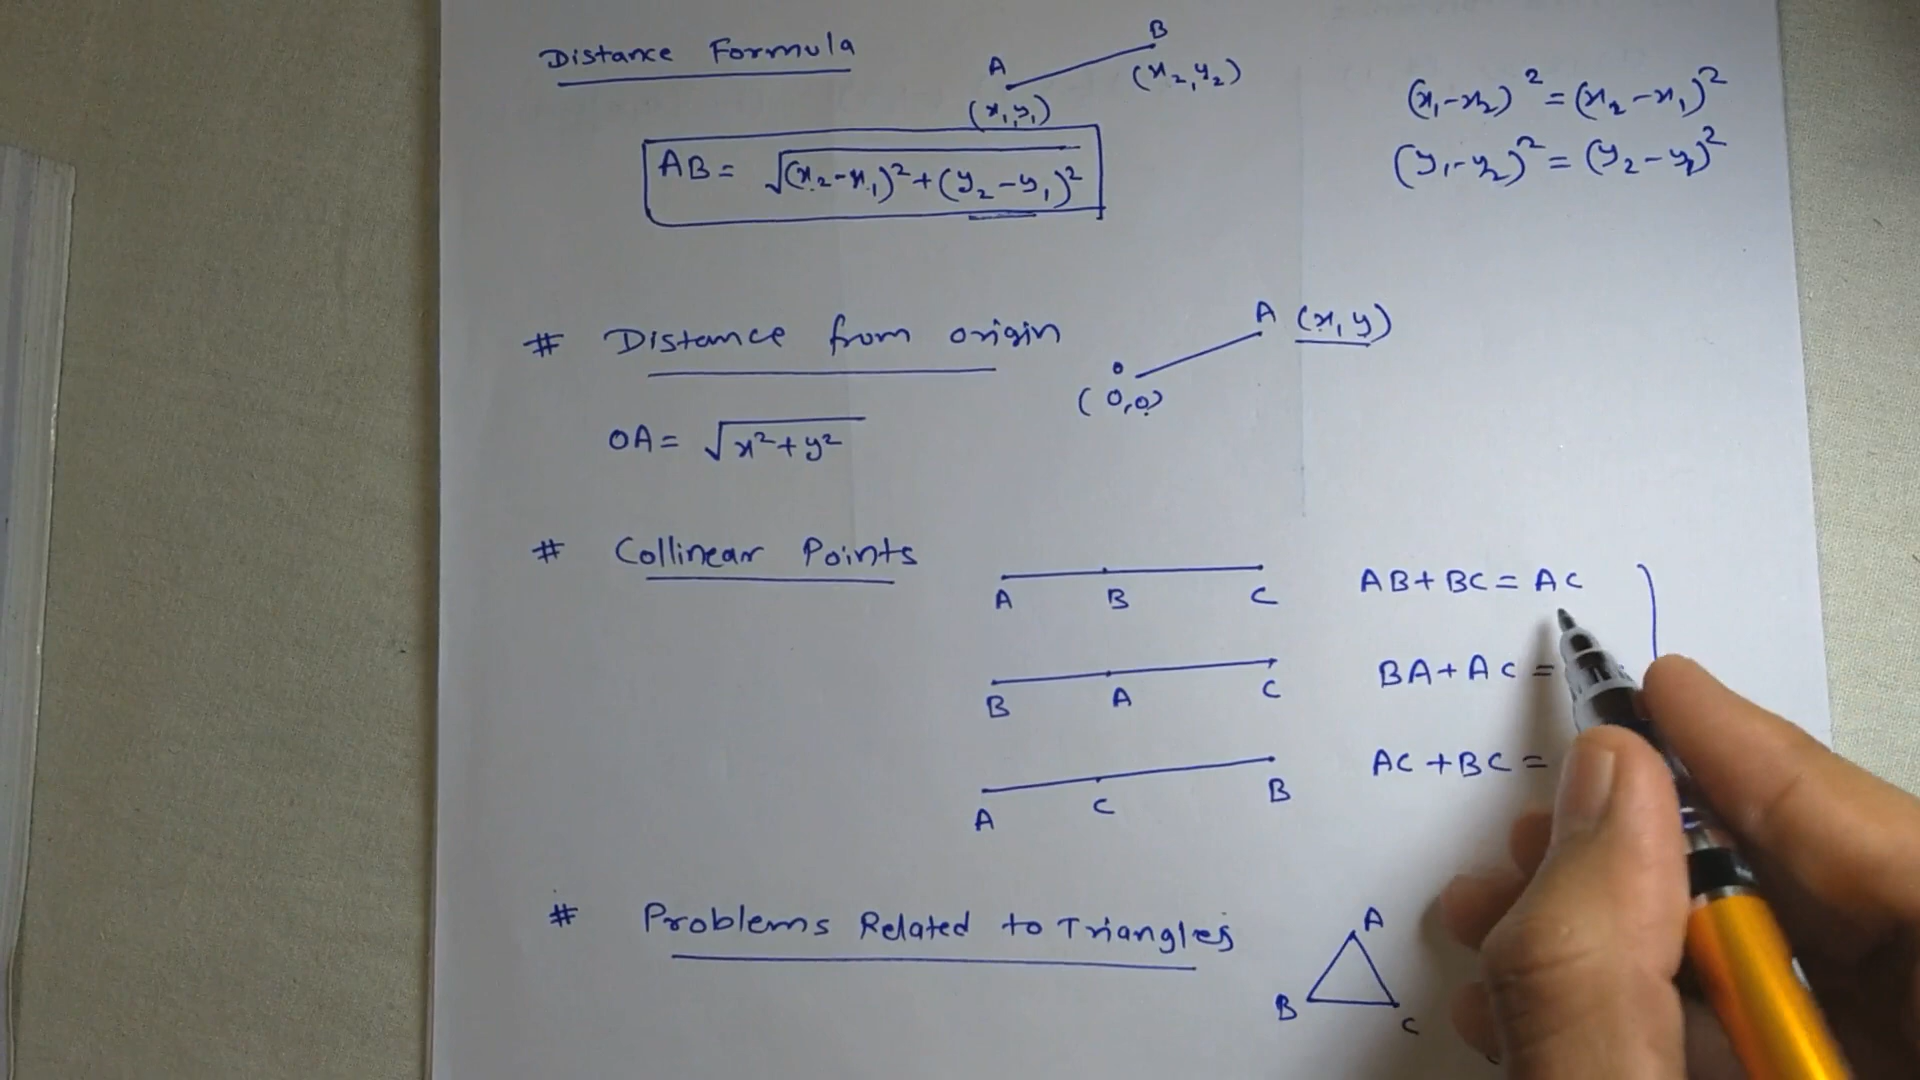 Distance Formula
A B
(x₁,y₁) (x₂,y₂)
AB = √(x₂-x₁)²+(y₂-y₁)²
(x₁-x₂)² = (x₂-x₁)²
(y₁-y₂)² = (y₂-y₁)²
# Distance from origin
A (x,y)
O
(0,0)
OA = √x²+y²
# Collinear Points
A B C
AB+BC = AC
B A C
BA+AC =
A C B
AC+BC =
# Problems Related to Triangles
A
B C